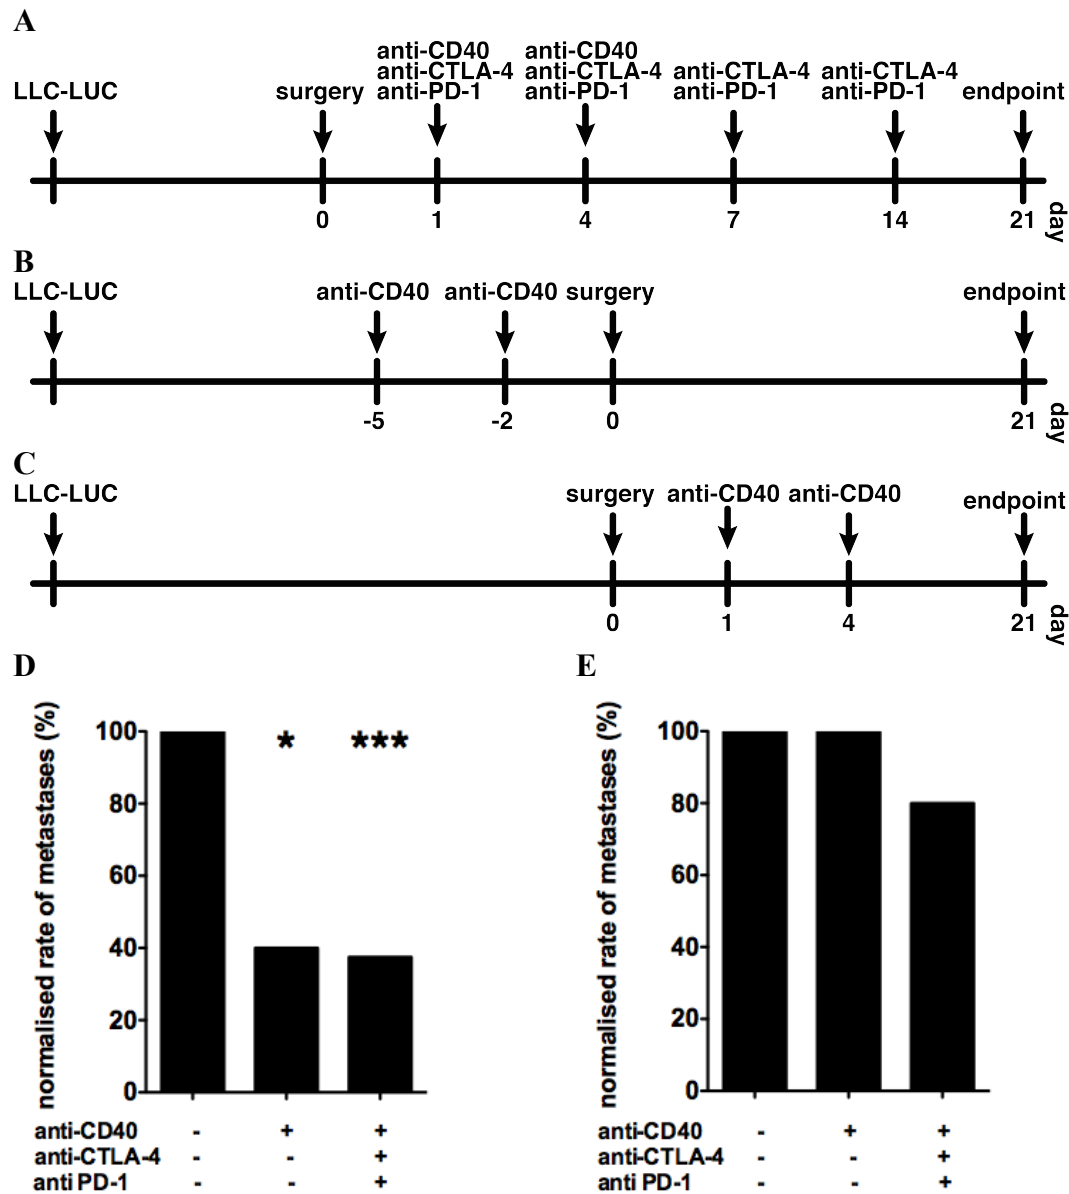 A
anti-CD40 anti-CD40
anti-CTLA-4 anti-CTLA-4 anti-CTLA-4 anti-CTLA-4
LLC-LUC surgery anti-PD-1 anti-PD-1 anti-PD-1 anti-PD-1 endpoint
0 1 4 7 14 21 day
B
LLC-LUC anti-CD40 anti-CD40 surgery endpoint
-5 -2 0 21 day
C
LLC-LUC surgery anti-CD40 anti-CD40 endpoint
0 1 4 21 day
D
normalised rate of metastases (%)
100 * ***
80
60
40
20
0
anti-CD40 - + +
anti-CTLA-4 - - +
anti PD-1 - - +
E
normalised rate of metastases (%)
100
80
60
40
20
0
anti-CD40 - + +
anti-CTLA-4 - - +
anti PD-1 - - +